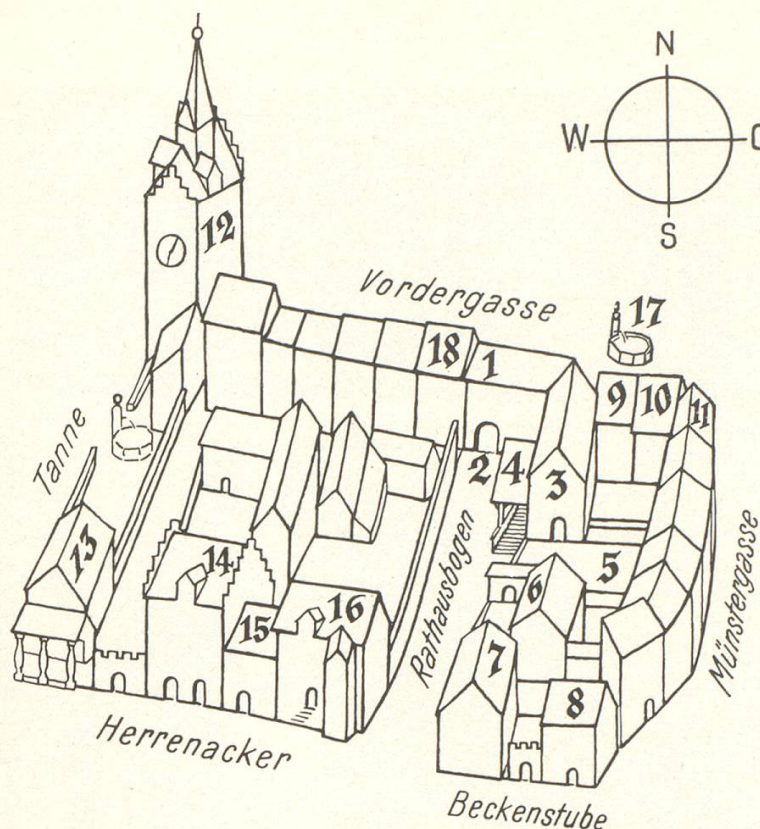 N
W
O
S
12
Vordergasse
17
18
1
9
10
11
2
4
3
Tanne
13
14
5
6
Rathausbogen
Münstergasse
15
16
7
8
Herrenacker
Beckenstube